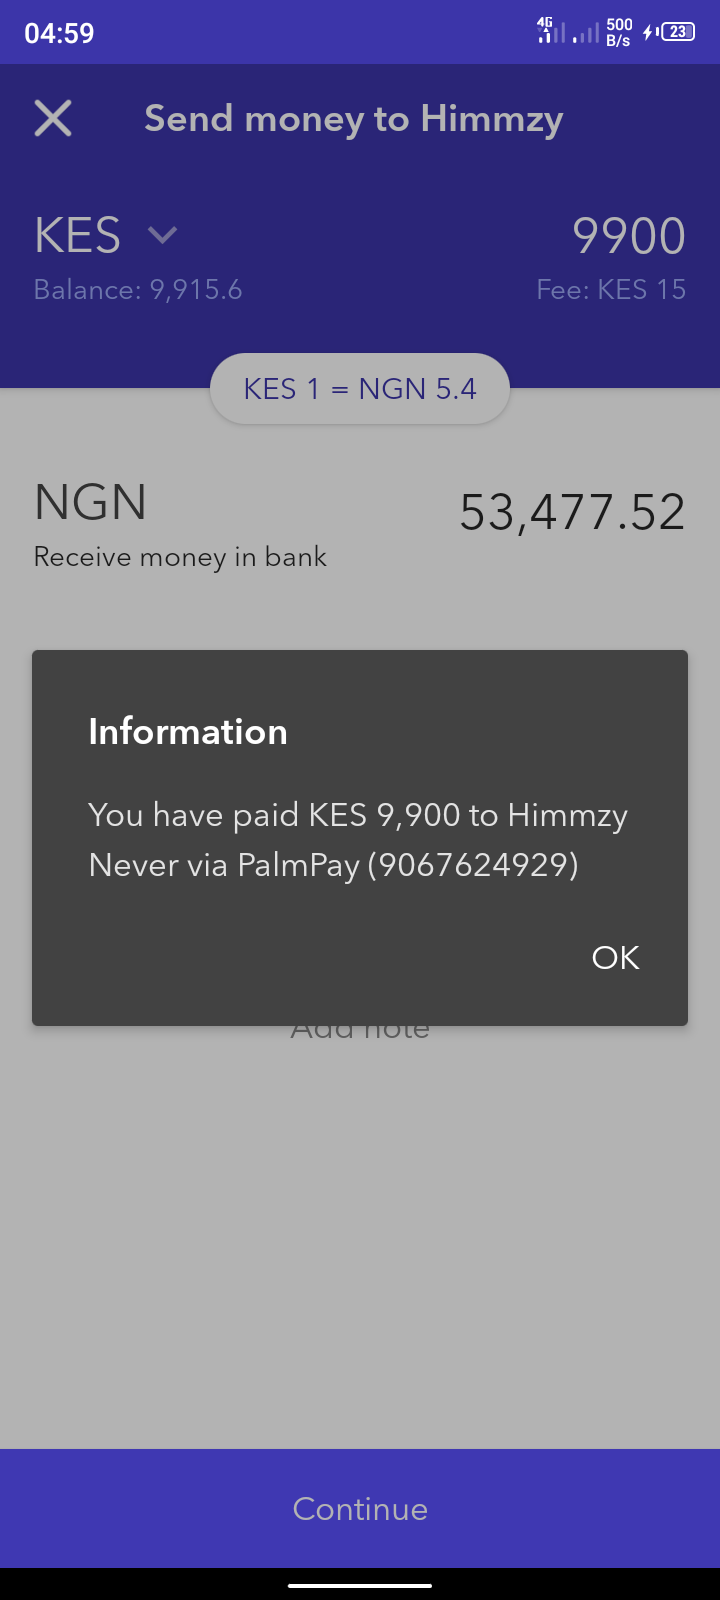 04:59
4G
500
B/s
23
Send money to Himmzy
KES
9900
Balance: 9,915.6
Fee: KES 15
KES 1 = NGN 5.4
NGN
53,477.52
Receive money in bank
Information
You have paid KES 9,900 to Himmzy
Never via PalmPay (9067624929)
OK
Add note
Continue